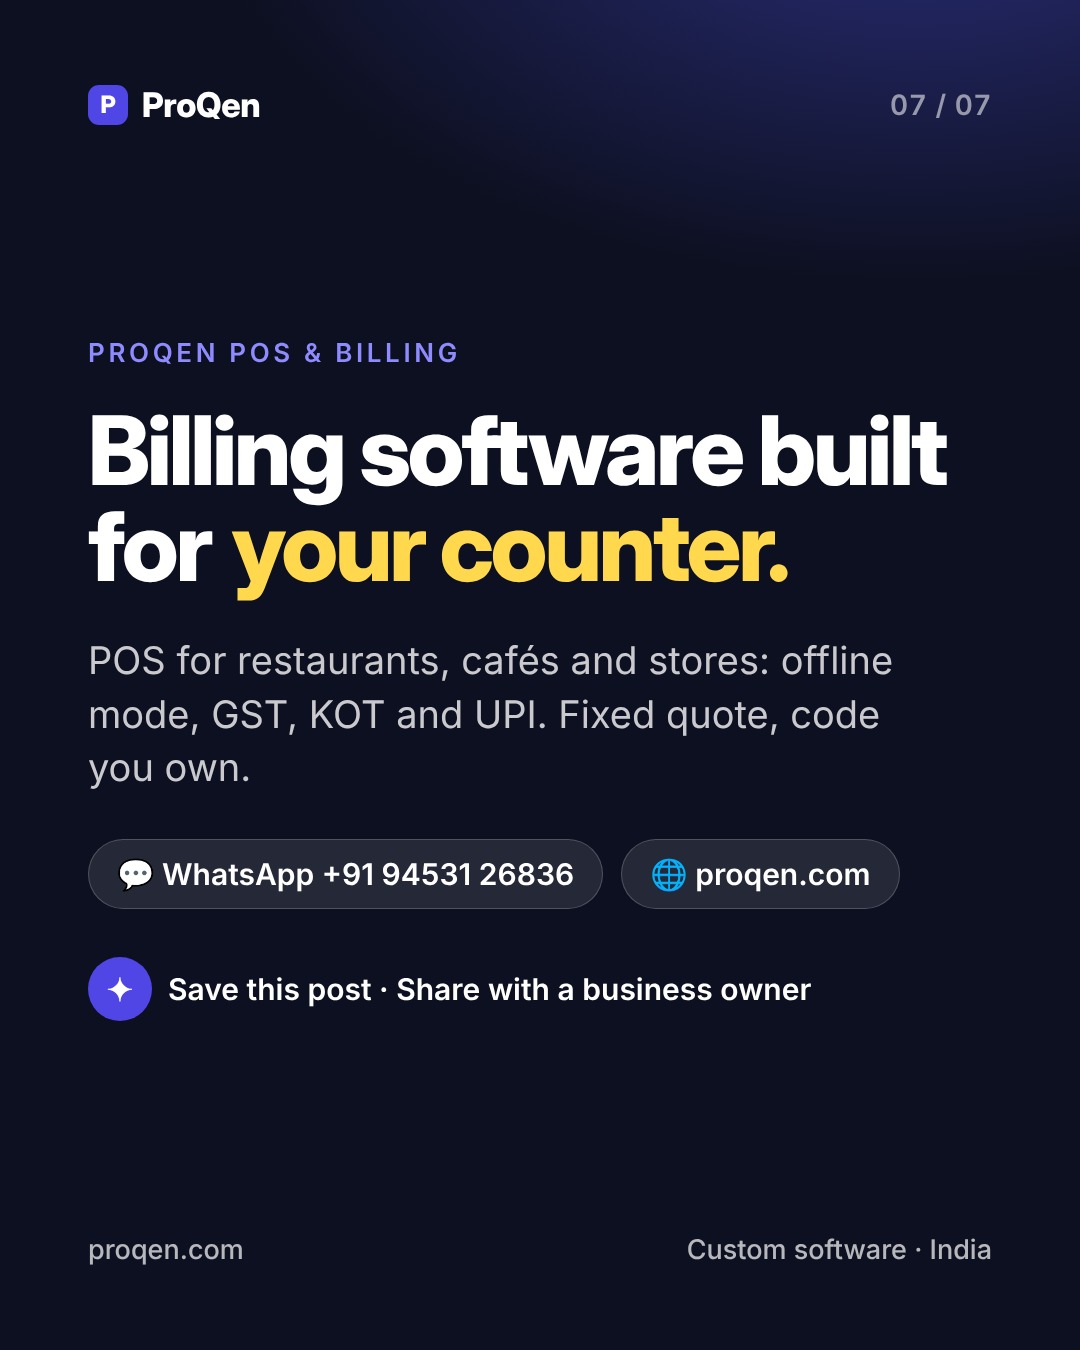 P ProQen
07 / 07
PROQEN POS & BILLING
Billing software built
for your counter.
POS for restaurants, cafés and stores: offline
mode, GST, KOT and UPI. Fixed quote, code
you own.
💬 WhatsApp +91 94531 26836
🌐 proqen.com
✦ Save this post · Share with a business owner
proqen.com
Custom software · India